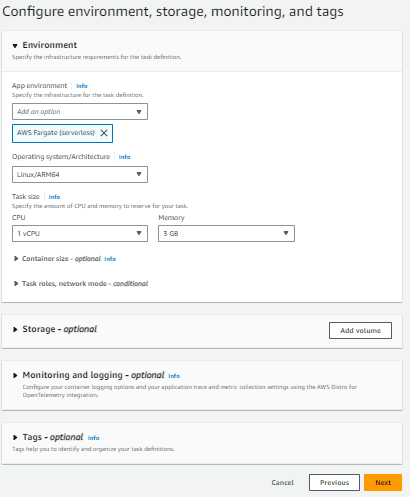 Configure environment, storage, monitoring, and tags
Environment
Specify the infrastructure requirements for the task definition.
App environment | Info
Specify the infrastructure for the task definition.
Add an option
AWS Fargate (serverless)
Operating system/Architecture | Info
Linux/ARM64
Task size | Info
Specify the amount of CPU and memory to reserve for your task.
CPU Memory
1 vCPU 3 GB
Container size - optional Info
Task roles, network mode - conditional
Storage - optional Add volume
Monitoring and logging - optional Info
Configure your container logging options and your application trace and metric collection settings using the AWS Distro for
OpenTelemetry integration.
Tags - optional Info
Tags help you to identify and organize your task definitions.
Cancel Previous Next